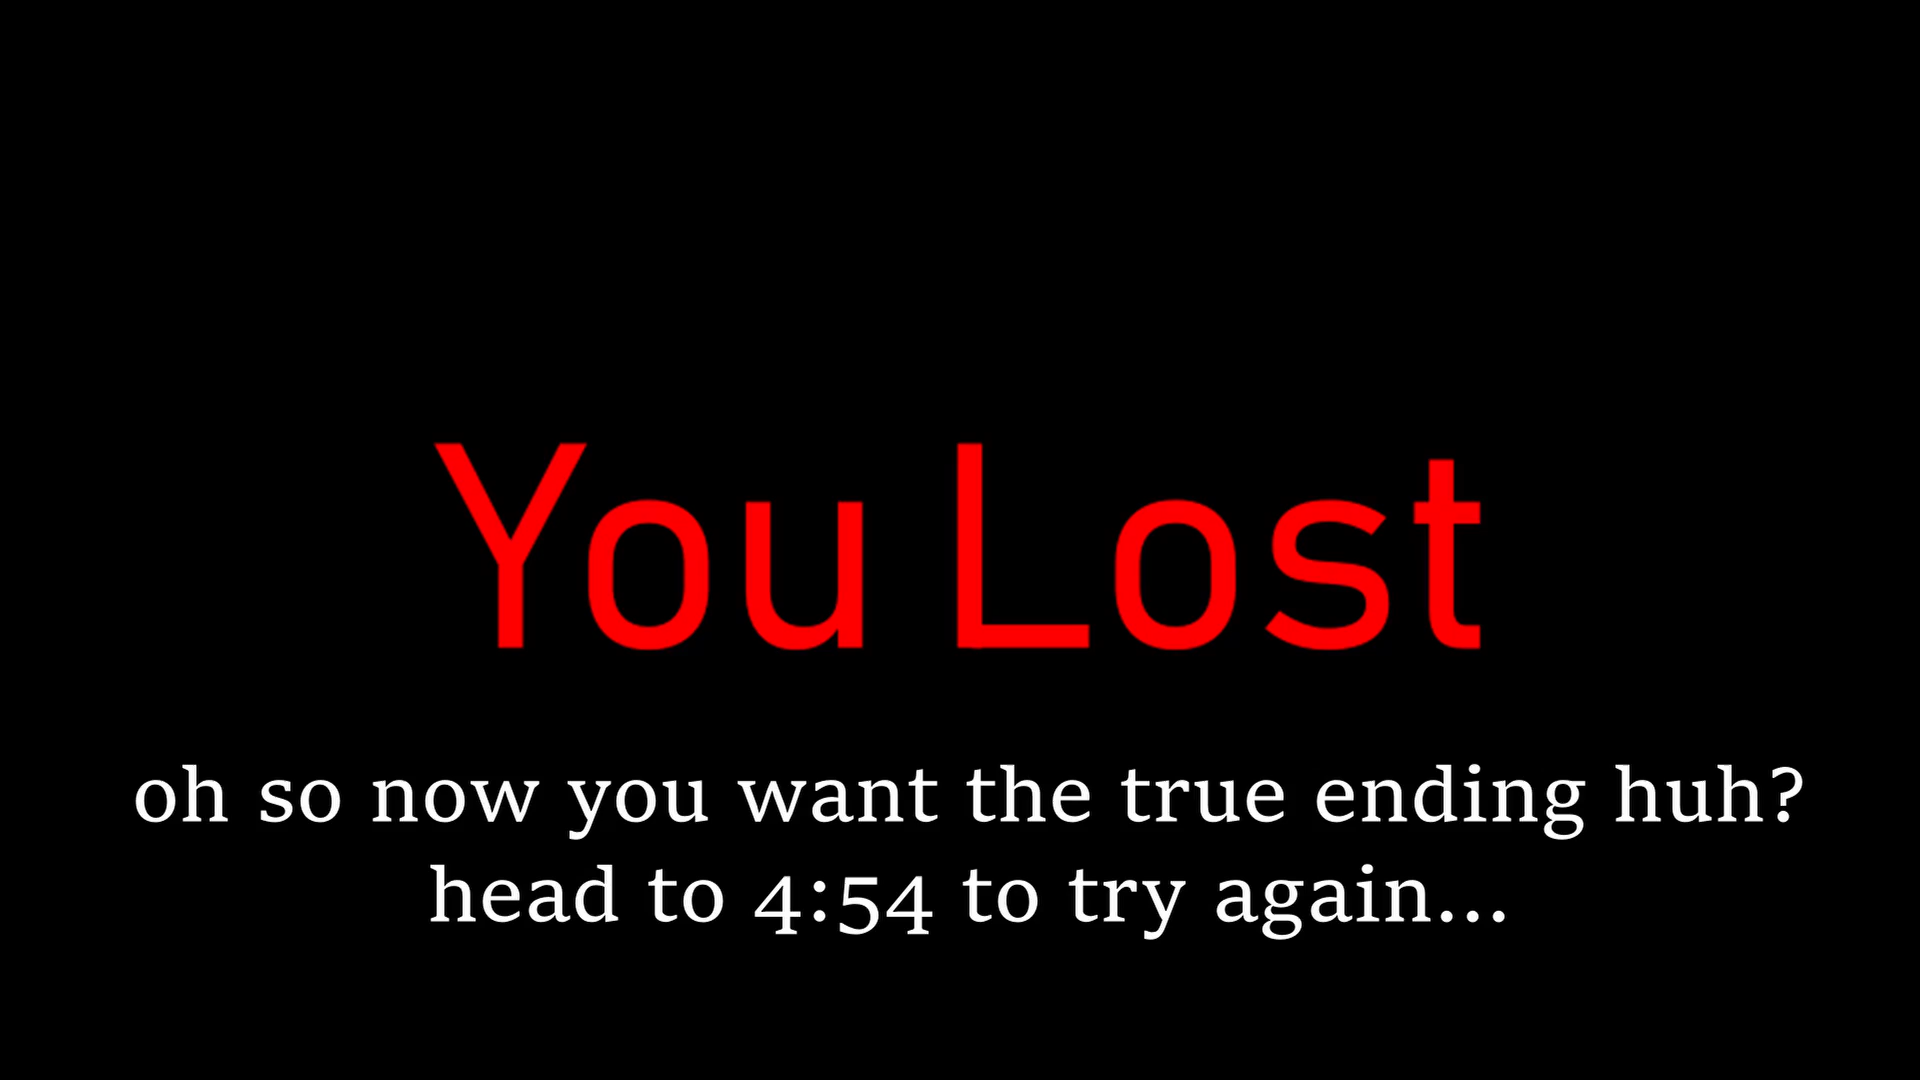 You Lost
oh so now you want the true ending huh?
head to 4:54 to try again...